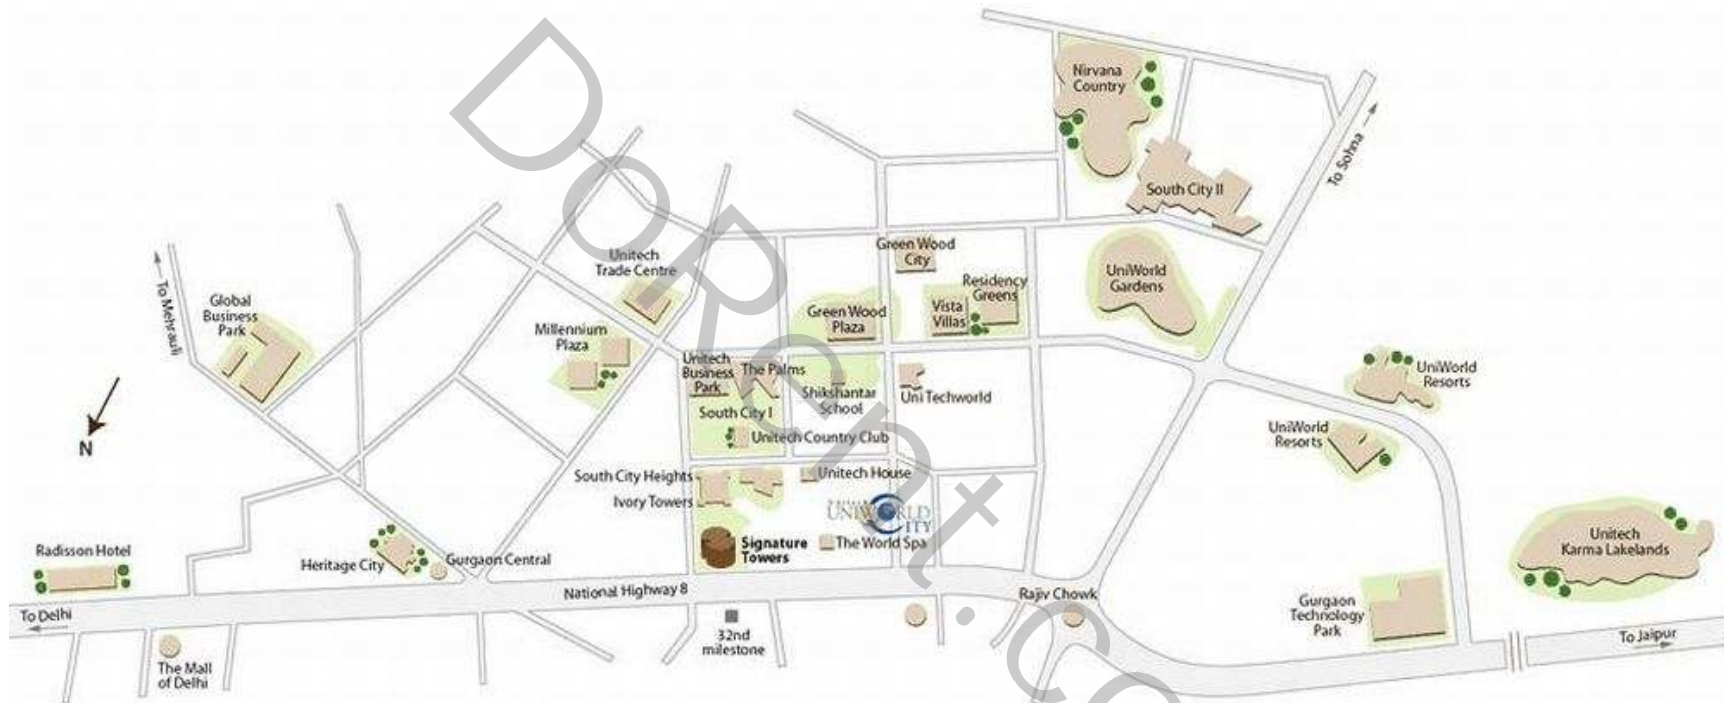 Nirvana
Country
To Sohna
South City II
Green Wood
City
Unitech
Trade Centre
UniWorld
Gardens
Residency
Greens
To Mehrauli
Global
Business
Park
Vista
Villas
Green Wood
Plaza
Millennium
Plaza
Unitech
Business
Park
The Palms
UniWorld
Resorts
Shikshantar
School
Uni Techworld
South City I
UniWorld
Resorts
Unitech Country Club
N
South City Heights
Unitech House
Ivory Towers
UNIWORLD
CITY
Unitech
Karma Lakelands
Signature
Towers
The World Spa
Radisson Hotel
Heritage City
Gurgaon Central
National Highway 8
Rajiv Chowk
Gurgaon
Technology
Park
To Delhi
To Jaipur
32nd
milestone
The Mall
of Delhi
DoRent.co